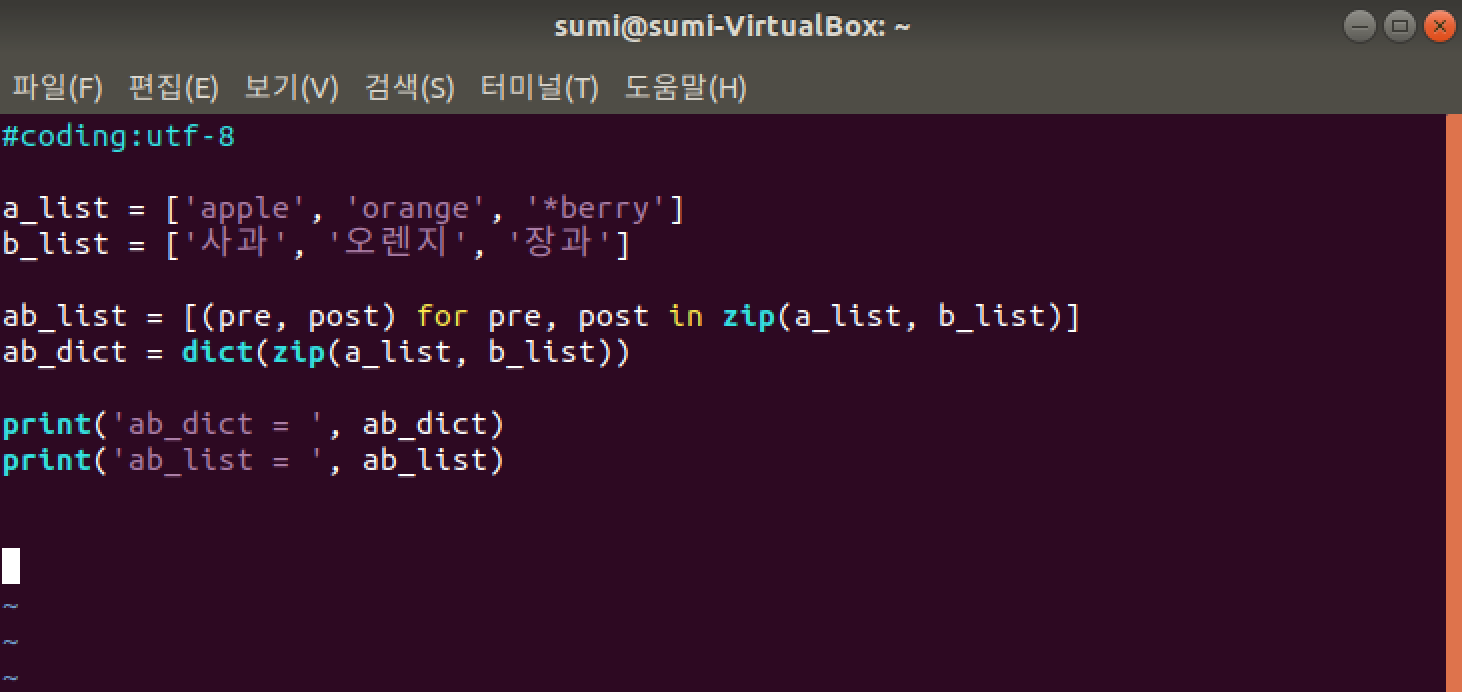 sumi@sumi-VirtualBox: ~
파일(F) 편집(E) 보기(V) 검색(S) 터미널(T) 도움말(H)
#coding:utf-8
a_list = ['apple', 'orange', '*berry']
b_list = ['사과', '오렌지', '장과']
ab_list = [(pre, post) for pre, post in zip(a_list, b_list)]
ab_dict = dict(zip(a_list, b_list))
print('ab_dict = ', ab_dict)
print('ab_list = ', ab_list)
~
~
~